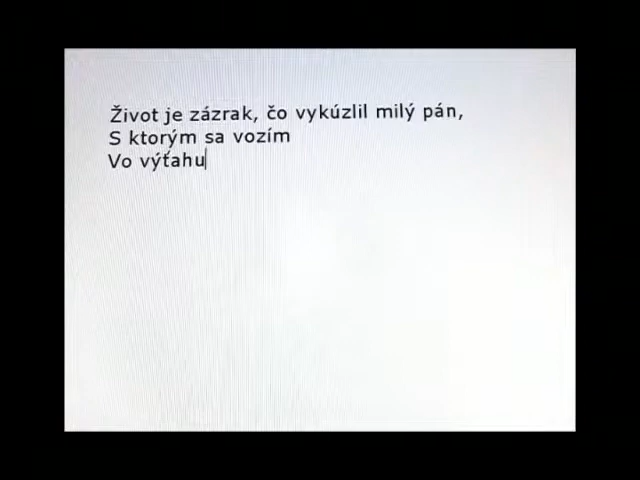 Život je zázrak, čo vykúzlil milý pán,
S ktorým sa vozím
Vo výťahu